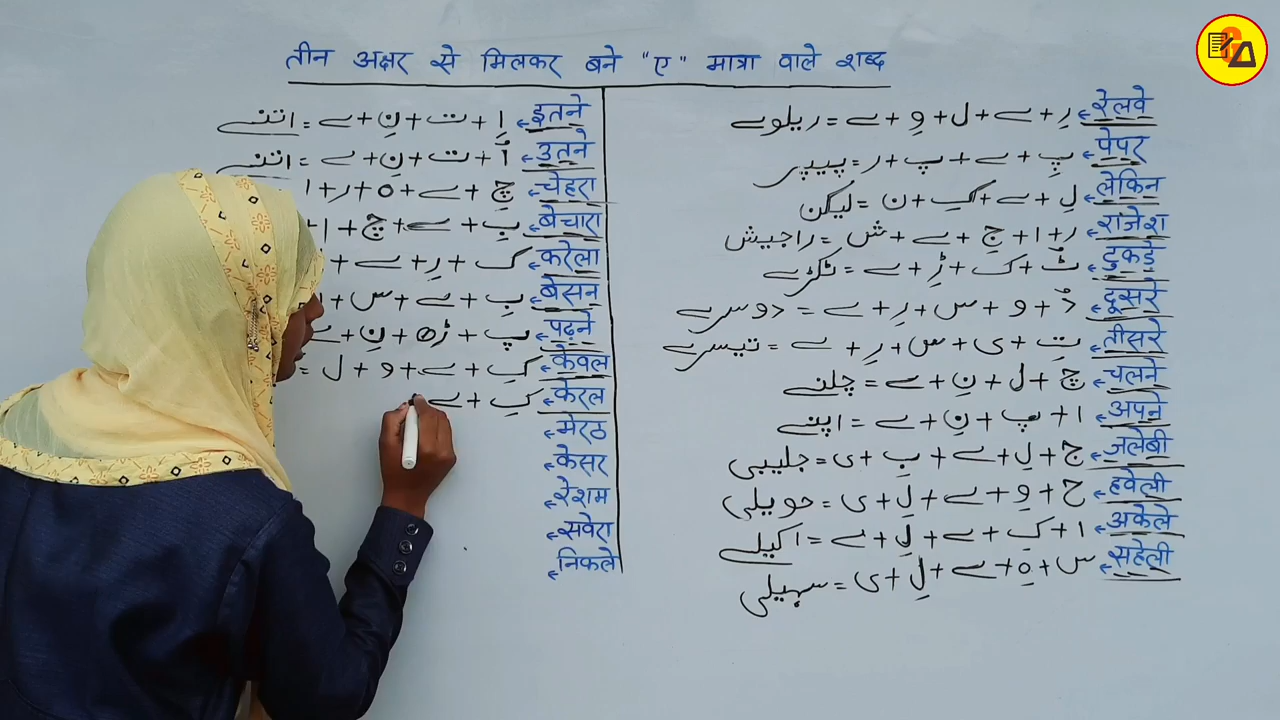 तीन अक्षर से मिलकर बने "ए" मात्रा वाले शब्द
रेलवे ← رِ + ے + ل + وِ + ے = ریلوے
पेपर ← پِ + ے + پ + ر = پیپر
लेकिन ← لِ + ے + کِ + ن = لیکن
राजेश ← ر + ا + جِ + ے + ش = راجیش
टुकड़े ← ٹُ + ک + ڑِ + ے = ٹکڑے
दूसरे ← دُ + و + س + رِ + ے = دوسرے
तीसरे ← تِ + ی + س + رِ + ے = تیسرے
चलने ← چ + ل + نِ + ے = چلنے
अपने ← ا + پ + نِ + ے = اپنے
जलेबी ← ج + لِ + ے + بِ + ی = جلیبی
हवेली ← ح + وِ + ے + لِ + ی = حویلی
अकेले ← ا + کِ + ے + لِ + ے = اکیلے
सहेली ← س + ہِ + ے + لِ + ی = سہیلی
इतने ← اِ + ت + نِ + ے = اتنے
उतने ← اُ + ت + نِ + ے = اتنے
चेहरा ← چِ + ے + ہ + ر + ا
बेचारा ← بِ + ے + چ + ا +
करेला ← ک + رِ + ے +
बेसन ← بِ + ے + س +
पढ़ने ← پ + ڑھ + نِ + ے
केवल ← کِ + ے + و + ل =
केरल ← کِ + ے
मेरठ ←
केसर ←
रेशम ←
सवेरा ←
निकले ←